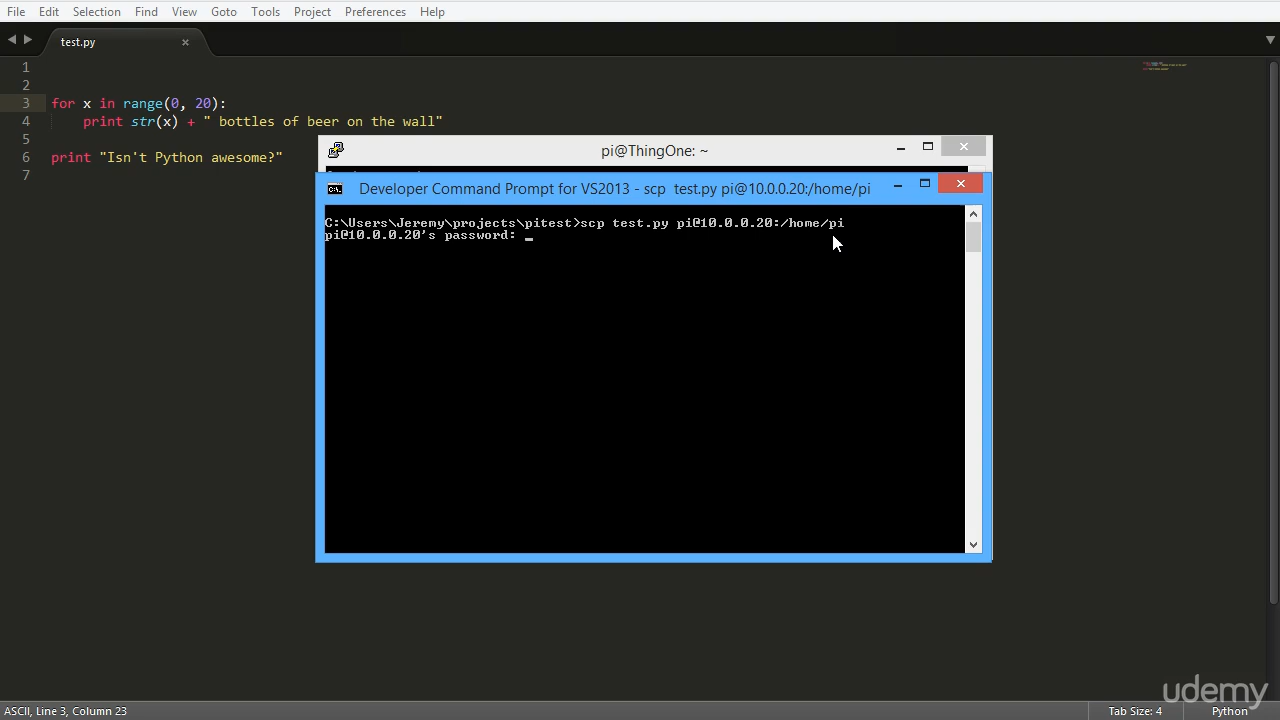 File Edit Selection Find View Goto Tools Project Preferences Help
test.py
1
2
3 for x in range(0, 20):
4 print str(x) + " bottles of beer on the wall"
5
6 print "Isn't Python awesome?"
7
pi@ThingOne: ~
Developer Command Prompt for VS2013 - scp test.py pi@10.0.0.20:/home/pi
C:\Users\Jeremy\projects\pitest>scp test.py pi@10.0.0.20:/home/pi
pi@10.0.0.20's password:
udemy
ASCII, Line 3, Column 23 Tab Size: 4 Python